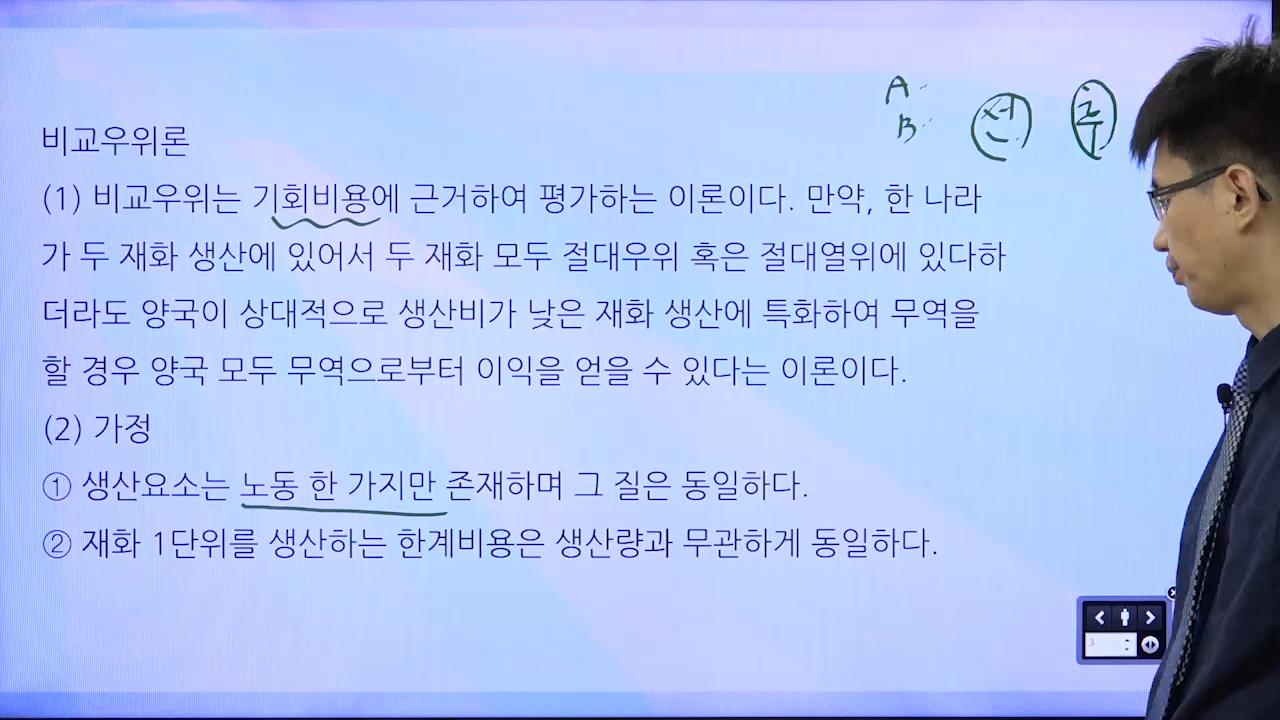 A
B
비교우위론
(1) 비교우위는 기회비용에 근거하여 평가하는 이론이다. 만약, 한 나라
가 두 재화 생산에 있어서 두 재화 모두 절대우위 혹은 절대열위에 있다하
더라도 양국이 상대적으로 생산비가 낮은 재화 생산에 특화하여 무역을
할 경우 양국 모두 무역으로부터 이익을 얻을 수 있다는 이론이다.
(2) 가정
① 생산요소는 노동 한 가지만 존재하며 그 질은 동일하다.
② 재화 1단위를 생산하는 한계비용은 생산량과 무관하게 동일하다.
3